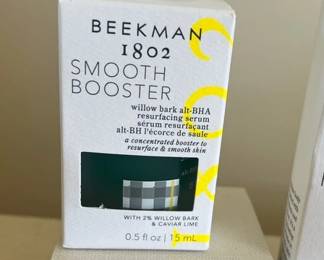 BEEKMAN
1802
SMOOTH
BOOSTER
willow bark alt-BHA
resurfacing serum
sérum resurfaçant
alt-BH l'écorce de saule
a concentrated booster to
resurface & smooth skin
WITH 2% WILLOW BARK
& CAVIAR LIME
0.5 fl oz | 15 mL